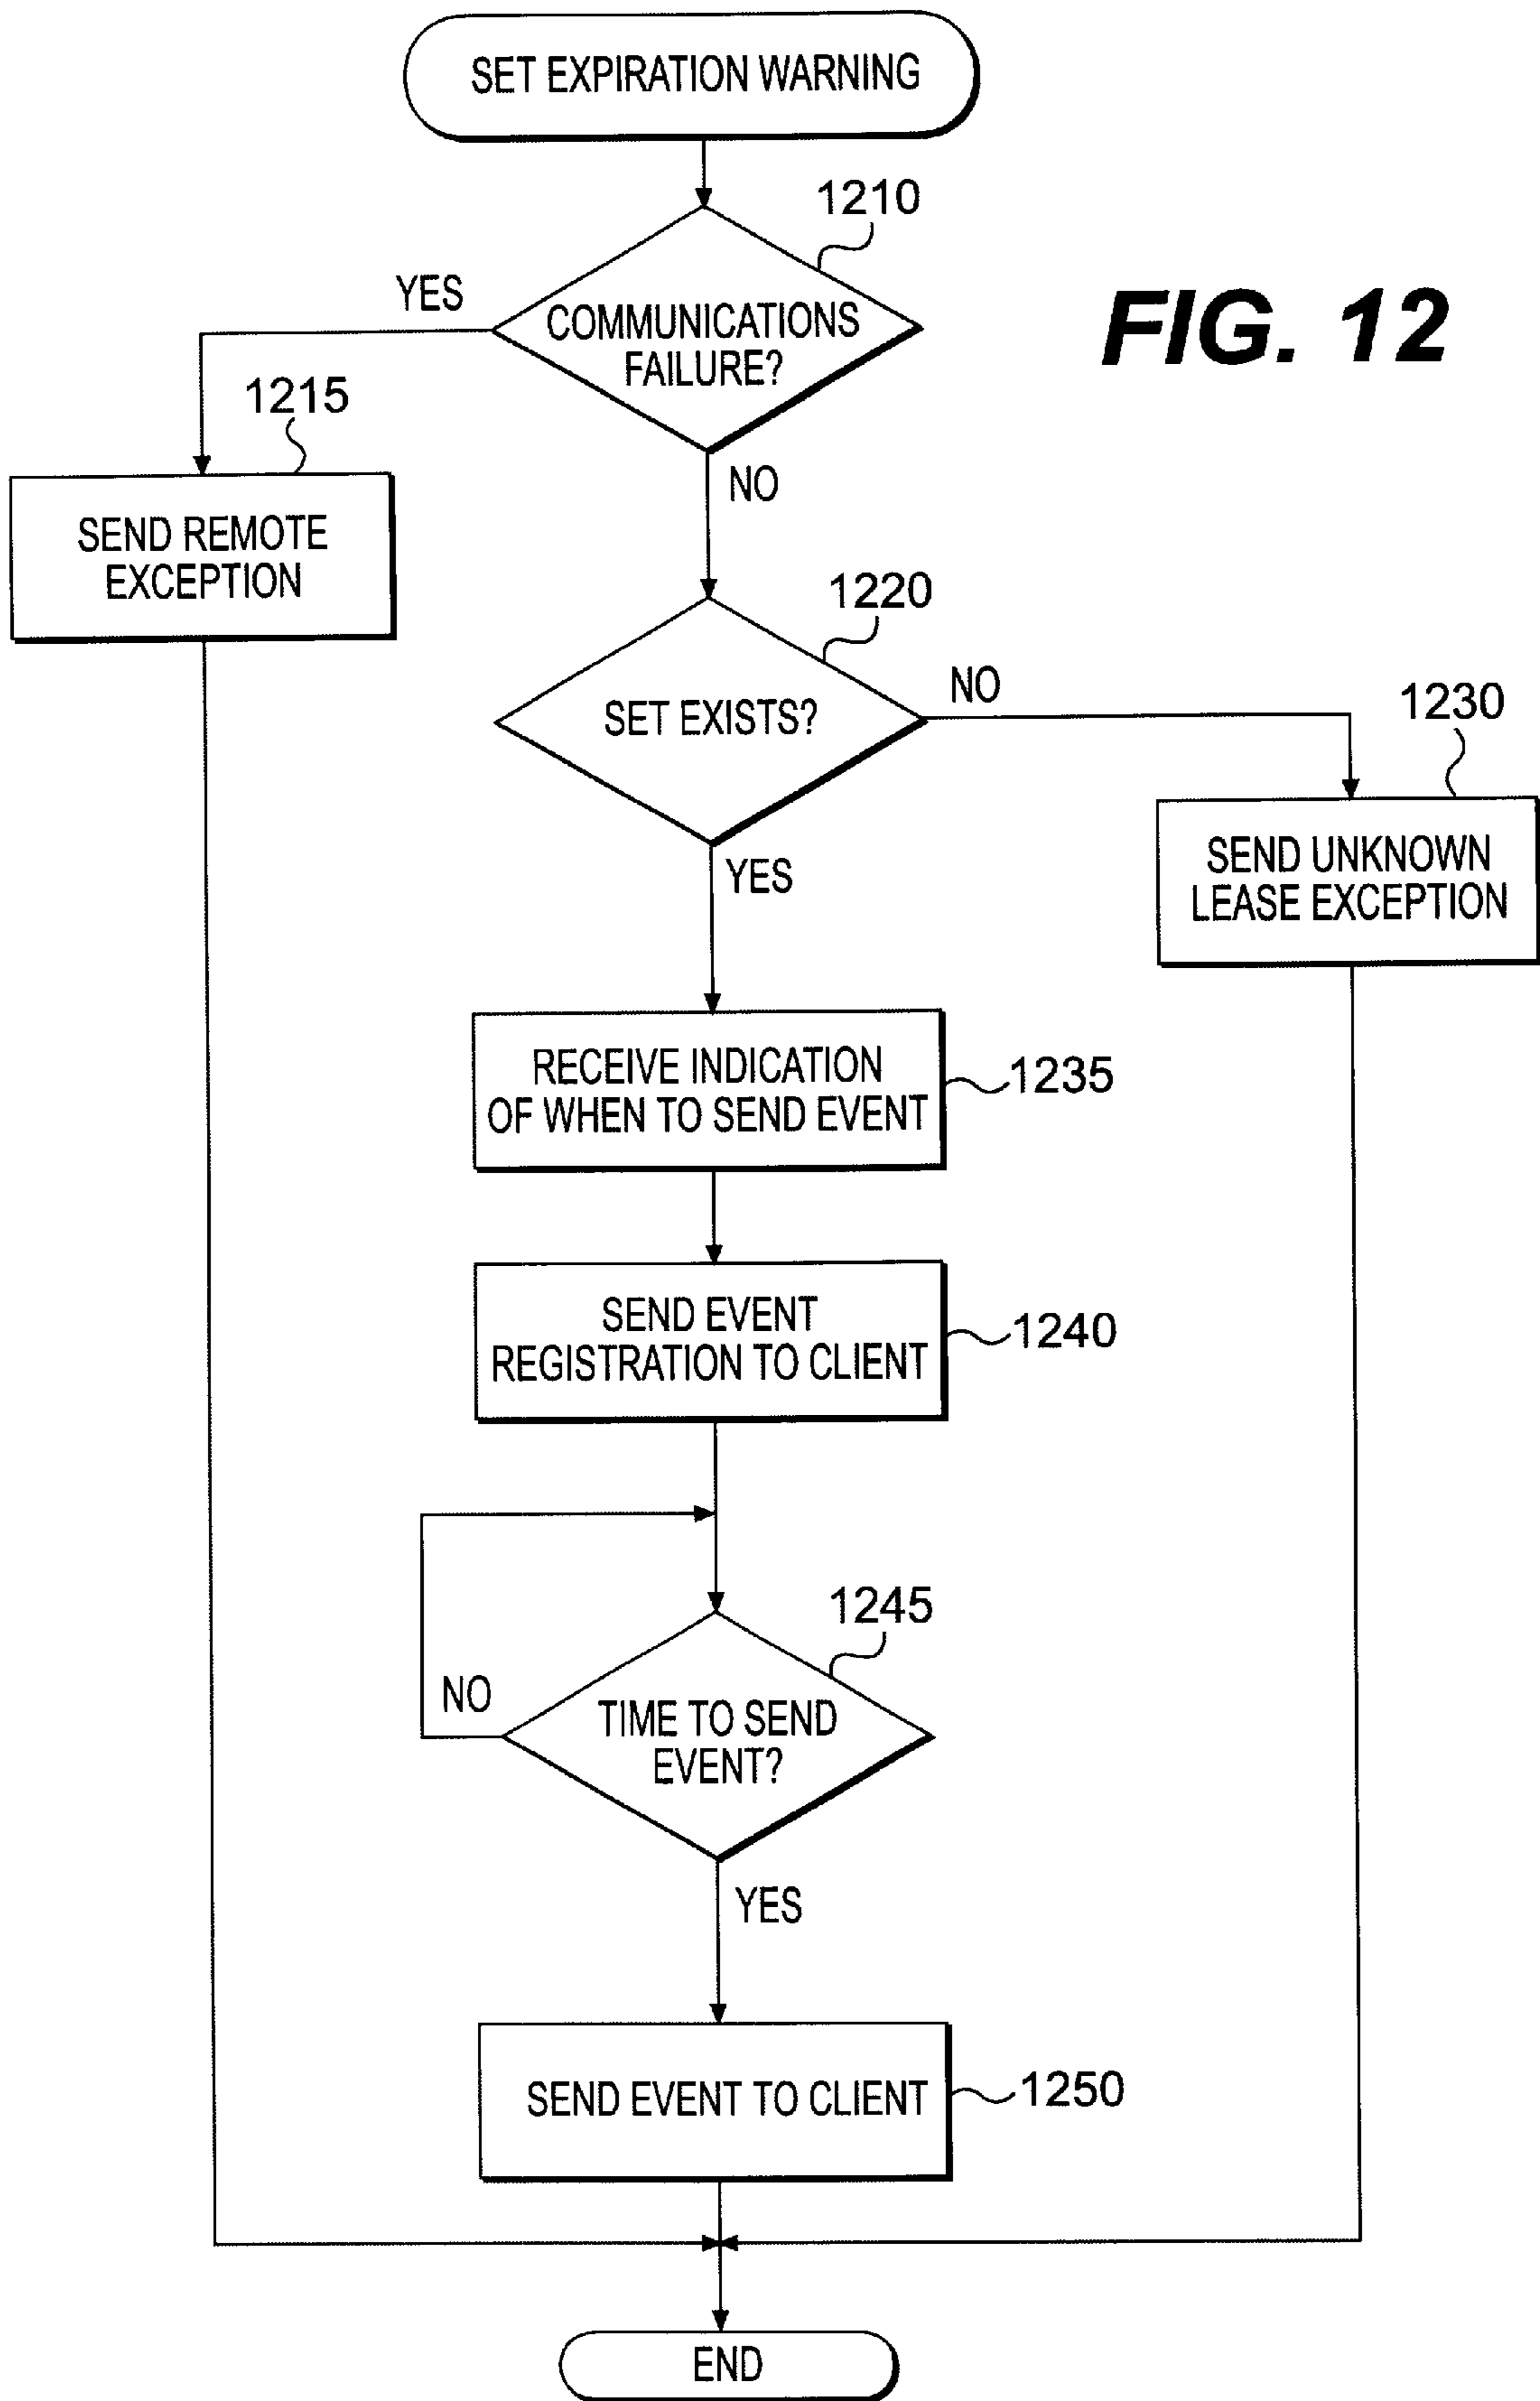 SET EXPIRATION WARNING
1210
FIG. 12
YES
COMMUNICATIONS
FAILURE?
1215
NO
SEND REMOTE
EXCEPTION
1220
NO
SET EXISTS?
1230
YES
SEND UNKNOWN
LEASE EXCEPTION
RECEIVE INDICATION
OF WHEN TO SEND EVENT
1235
SEND EVENT
REGISTRATION TO CLIENT
1240
1245
NO
TIME TO SEND
EVENT?
YES
SEND EVENT TO CLIENT
1250
END